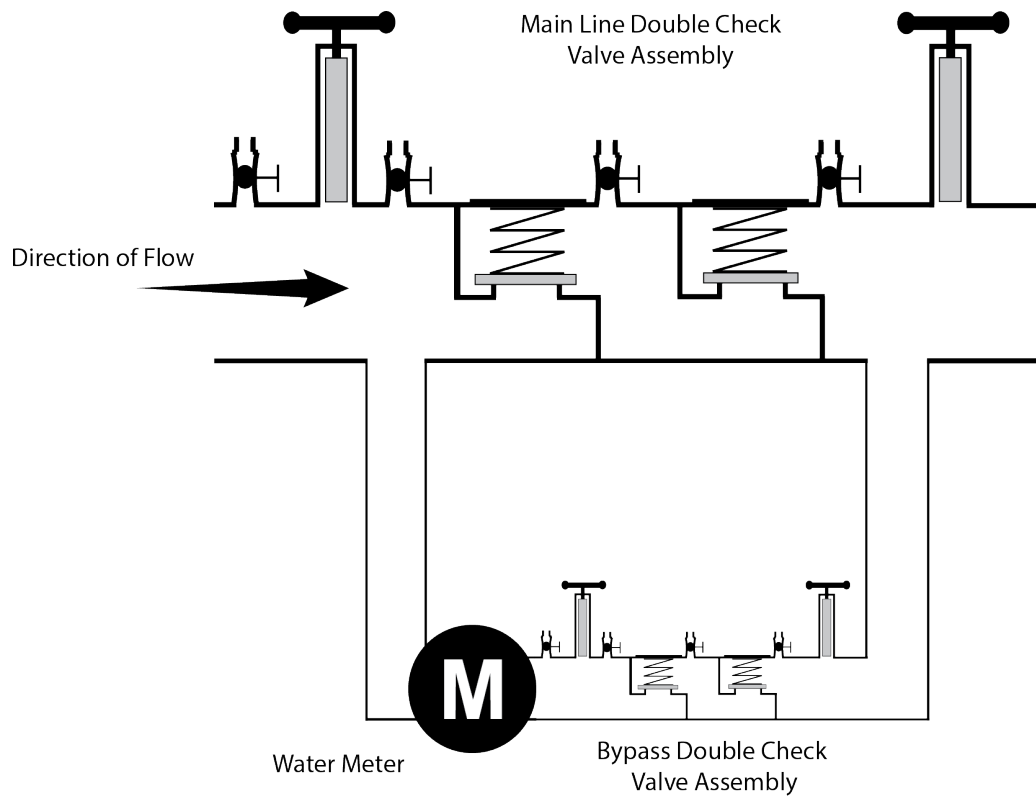 Main Line Double Check
Valve Assembly
Direction of Flow
M
Water Meter
Bypass Double Check
Valve Assembly